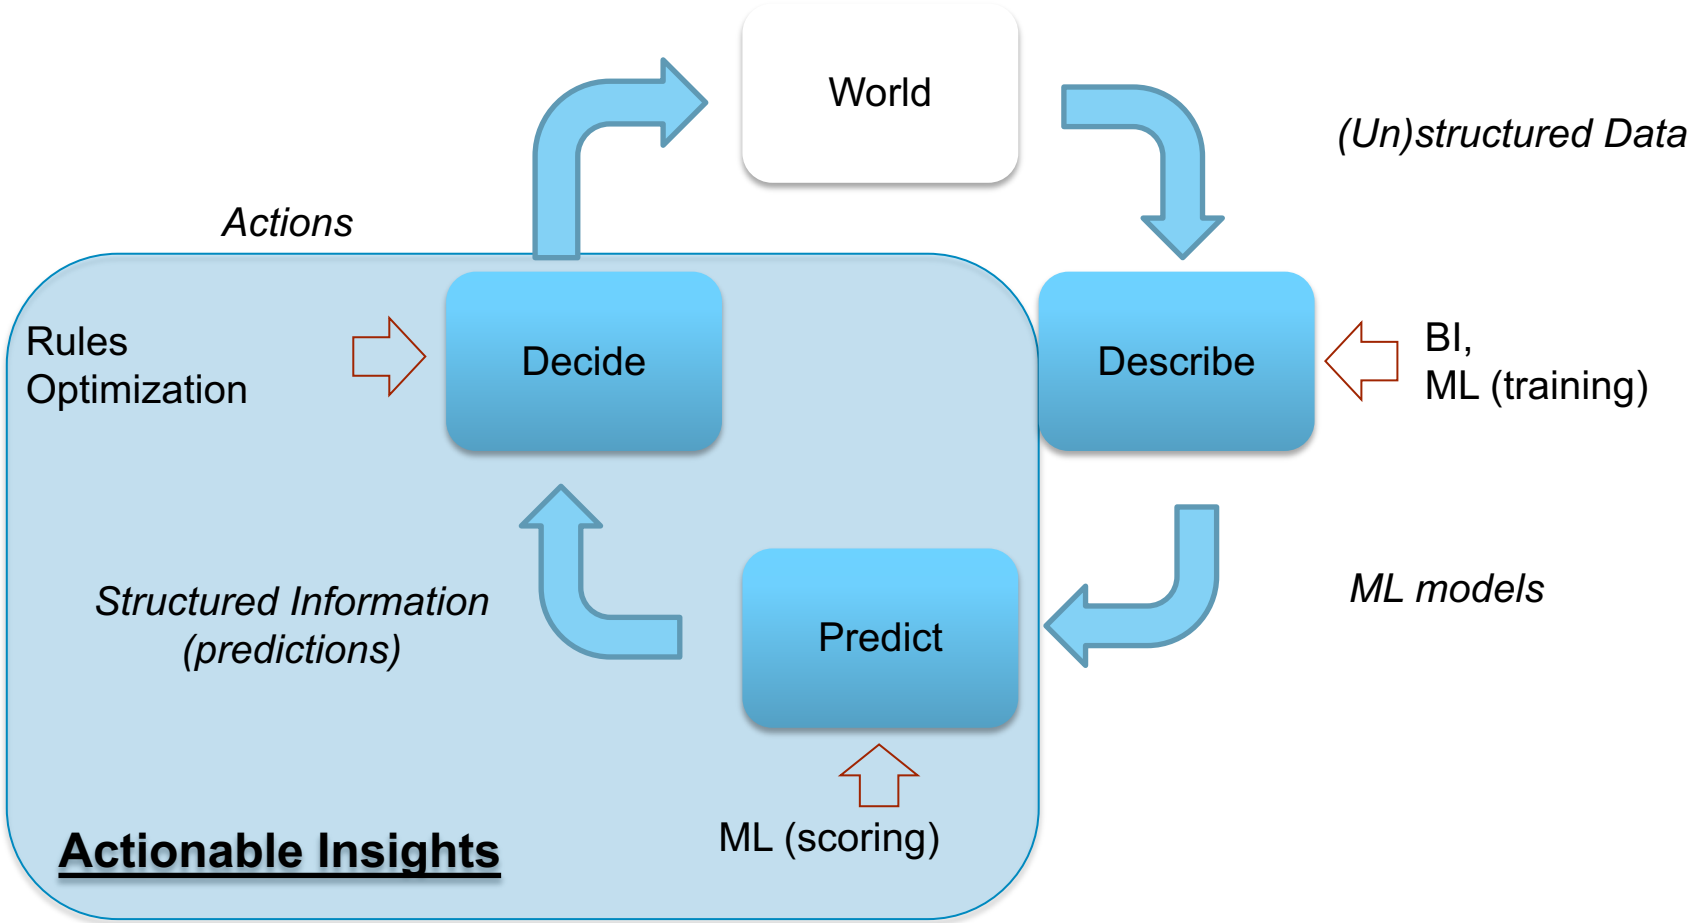 World
(Un)structured Data
Actions
Rules
Optimization
Decide
Describe
BI,
ML (training)
Structured Information
(predictions)
Predict
ML models
ML (scoring)
Actionable Insights